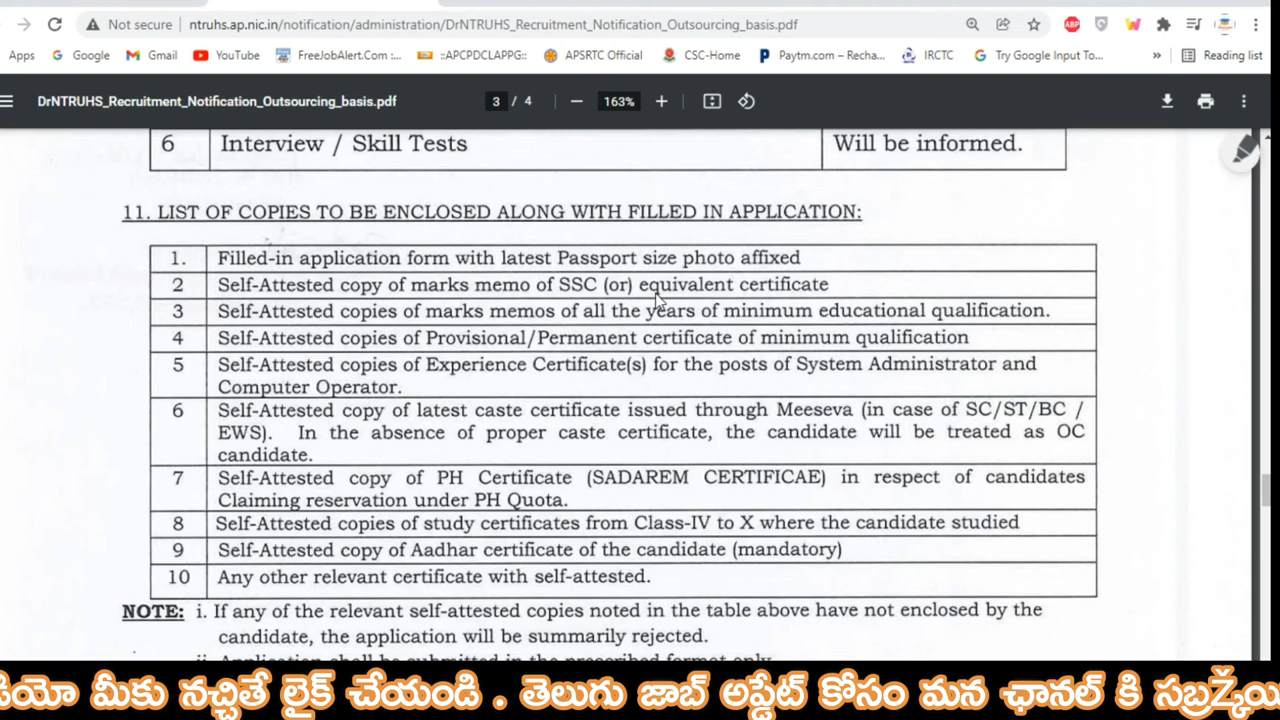 Not secure | ntruhs.ap.nic.in/notification/administration/DrNTRUHS_Recruitment_Notification_Outsourcing_basis.pdf
ABP
Apps Google Gmail YouTube FreeJobAlert.Com :... ::APCPDCLAPPG:: APSRTC Official CSC-Home Paytm.com – Recha... IRCTC Try Google Input To... » Reading list
DrNTRUHS_Recruitment_Notification_Outsourcing_basis.pdf 3 / 4 — 163% +
6 Interview / Skill Tests Will be informed.
11. LIST OF COPIES TO BE ENCLOSED ALONG WITH FILLED IN APPLICATION:
1. Filled-in application form with latest Passport size photo affixed
2 Self-Attested copy of marks memo of SSC (or) equivalent certificate
3 Self-Attested copies of marks memos of all the years of minimum educational qualification.
4 Self-Attested copies of Provisional/Permanent certificate of minimum qualification
5 Self-Attested copies of Experience Certificate(s) for the posts of System Administrator and
Computer Operator.
6 Self-Attested copy of latest caste certificate issued through Meeseva (in case of SC/ST/BC /
EWS). In the absence of proper caste certificate, the candidate will be treated as OC
candidate.
7 Self-Attested copy of PH Certificate (SADAREM CERTIFICAE) in respect of candidates
Claiming reservation under PH Quota.
8 Self-Attested copies of study certificates from Class-IV to X where the candidate studied
9 Self-Attested copy of Aadhar certificate of the candidate (mandatory)
10 Any other relevant certificate with self-attested.
NOTE: i. If any of the relevant self-attested copies noted in the table above have not enclosed by the
candidate, the application will be summarily rejected.
ii. Application shall be submitted in the prescribed format only.
మీకు నచ్చితే లైక్ చేయండి . తెలుగు జాబ్ అప్డేట్ కోసం మన ఛానల్ కి